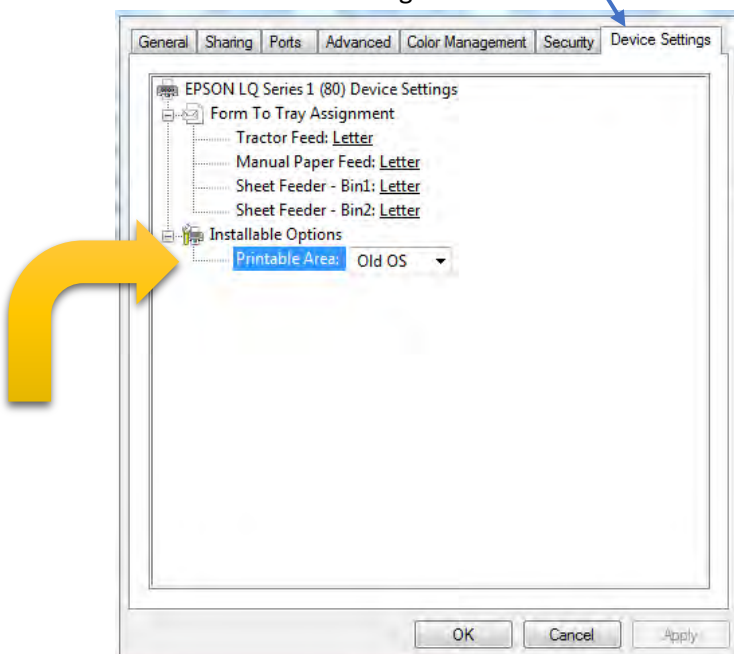 General Sharing Ports Advanced Color Management Security Device Settings
EPSON LQ Series 1 (80) Device Settings
Form To Tray Assignment
Tractor Feed: Letter
Manual Paper Feed: Letter
Sheet Feeder - Bin1: Letter
Sheet Feeder - Bin2: Letter
Installable Options
Printable Area: Old OS
OK Cancel Apply